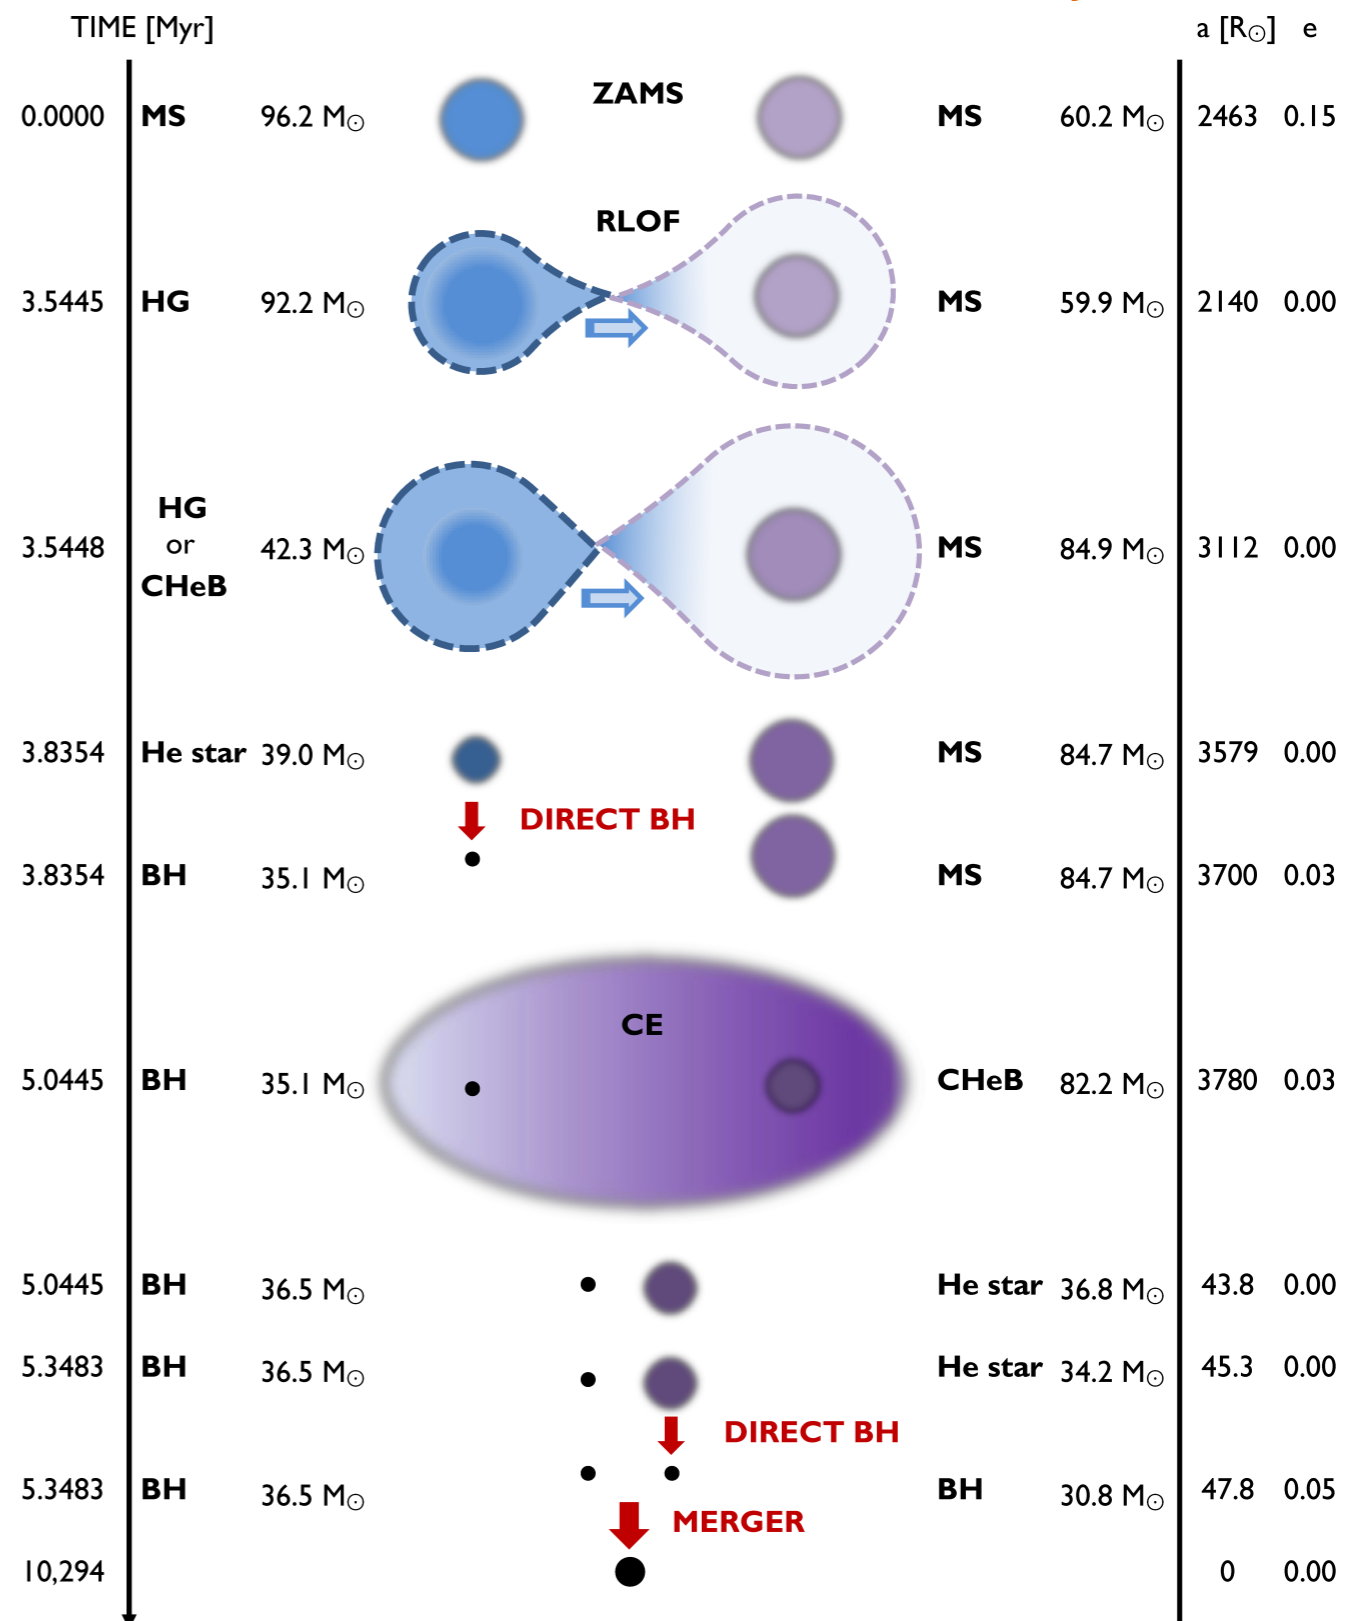 TIME [Myr] a [R☉] e
ZAMS
0.0000 MS 96.2 M☉ MS 60.2 M☉ 2463 0.15
RLOF
3.5445 HG 92.2 M☉ MS 59.9 M☉ 2140 0.00
HG
3.5448 or 42.3 M☉ MS 84.9 M☉ 3112 0.00
CHeB
3.8354 He star 39.0 M☉ MS 84.7 M☉ 3579 0.00
DIRECT BH
3.8354 BH 35.1 M☉ MS 84.7 M☉ 3700 0.03
CE
5.0445 BH 35.1 M☉ CHeB 82.2 M☉ 3780 0.03
5.0445 BH 36.5 M☉ He star 36.8 M☉ 43.8 0.00
5.3483 BH 36.5 M☉ He star 34.2 M☉ 45.3 0.00
DIRECT BH
5.3483 BH 36.5 M☉ BH 30.8 M☉ 47.8 0.05
MERGER
10,294 0 0.00